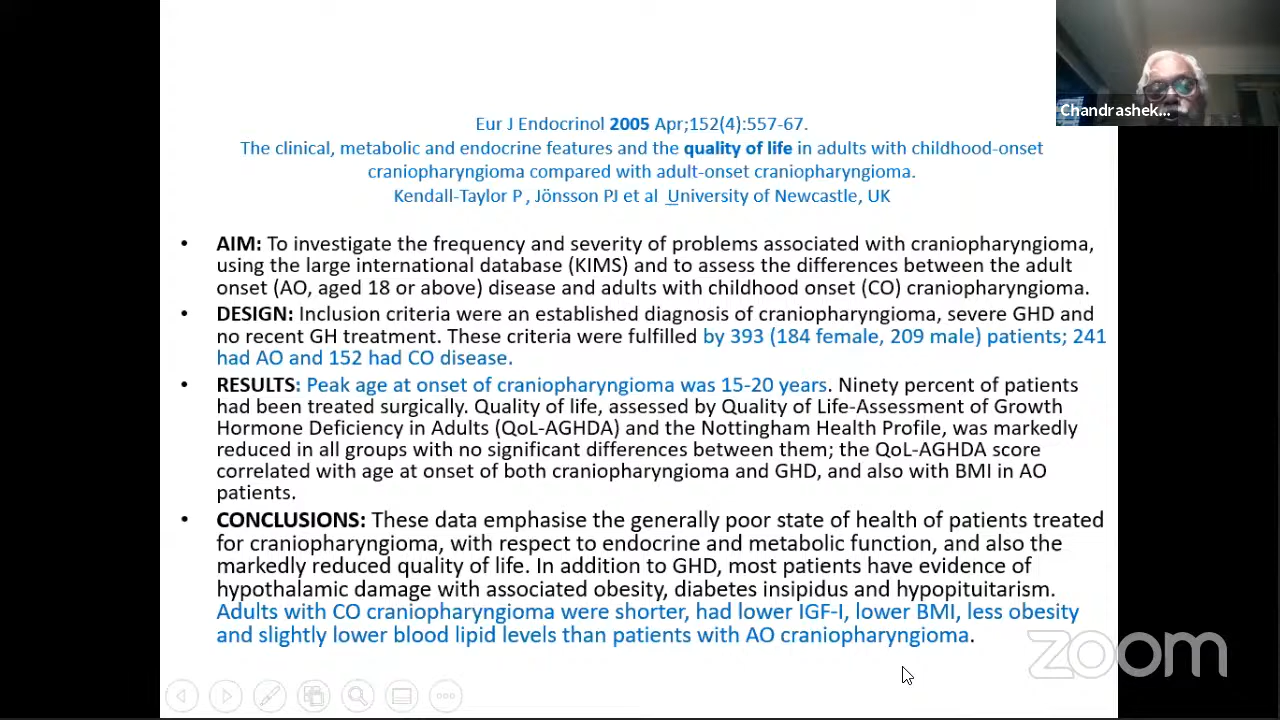 Chandrashek...
Eur J Endocrinol 2005 Apr;152(4):557-67.
The clinical, metabolic and endocrine features and the quality of life in adults with childhood-onset
craniopharyngioma compared with adult-onset craniopharyngioma.
Kendall-Taylor P , Jönsson PJ et al University of Newcastle, UK
• AIM: To investigate the frequency and severity of problems associated with craniopharyngioma,
using the large international database (KIMS) and to assess the differences between the adult
onset (AO, aged 18 or above) disease and adults with childhood onset (CO) craniopharyngioma.
• DESIGN: Inclusion criteria were an established diagnosis of craniopharyngioma, severe GHD and
no recent GH treatment. These criteria were fulfilled by 393 (184 female, 209 male) patients; 241
had AO and 152 had CO disease.
• RESULTS: Peak age at onset of craniopharyngioma was 15-20 years. Ninety percent of patients
had been treated surgically. Quality of life, assessed by Quality of Life-Assessment of Growth
Hormone Deficiency in Adults (QoL-AGHDA) and the Nottingham Health Profile, was markedly
reduced in all groups with no significant differences between them; the QoL-AGHDA score
correlated with age at onset of both craniopharyngioma and GHD, and also with BMI in AO
patients.
• CONCLUSIONS: These data emphasise the generally poor state of health of patients treated
for craniopharyngioma, with respect to endocrine and metabolic function, and also the
markedly reduced quality of life. In addition to GHD, most patients have evidence of
hypothalamic damage with associated obesity, diabetes insipidus and hypopituitarism.
Adults with CO craniopharyngioma were shorter, had lower IGF-I, lower BMI, less obesity
and slightly lower blood lipid levels than patients with AO craniopharyngioma.
zoom